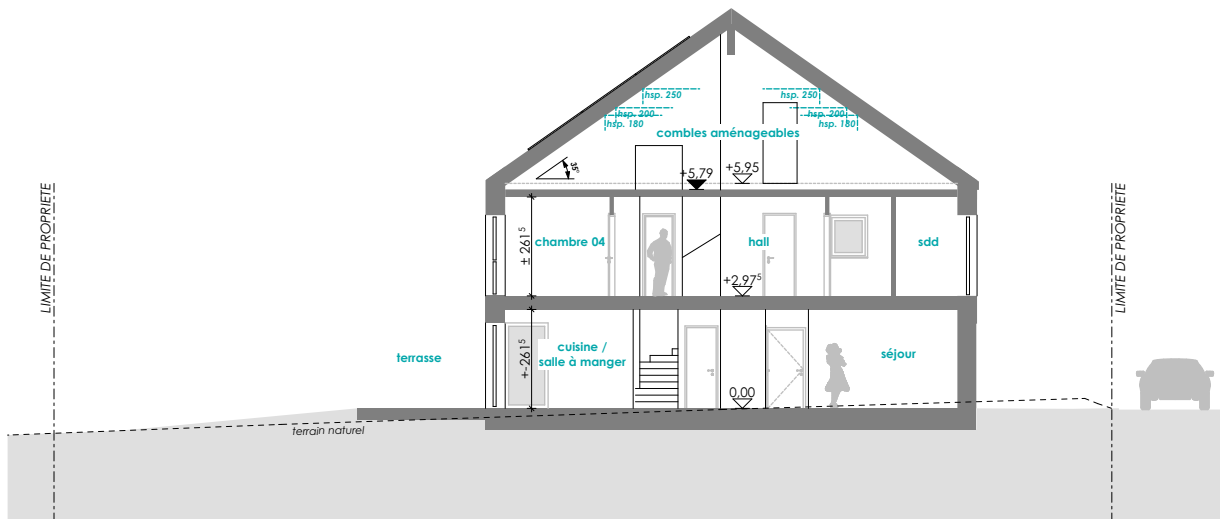 hsp. 250
hsp. 250
hsp. 200
hsp. 200
hsp. 180
hsp. 180
combles aménageables
35°
+5,79
+5,95
LIMITE DE PROPRIETE
LIMITE DE PROPRIETE
± 261⁵
chambre 04
hall
sdd
+2,97⁵
+-261⁵
terrasse
cuisine /
salle à manger
séjour
0,00
terrain naturel